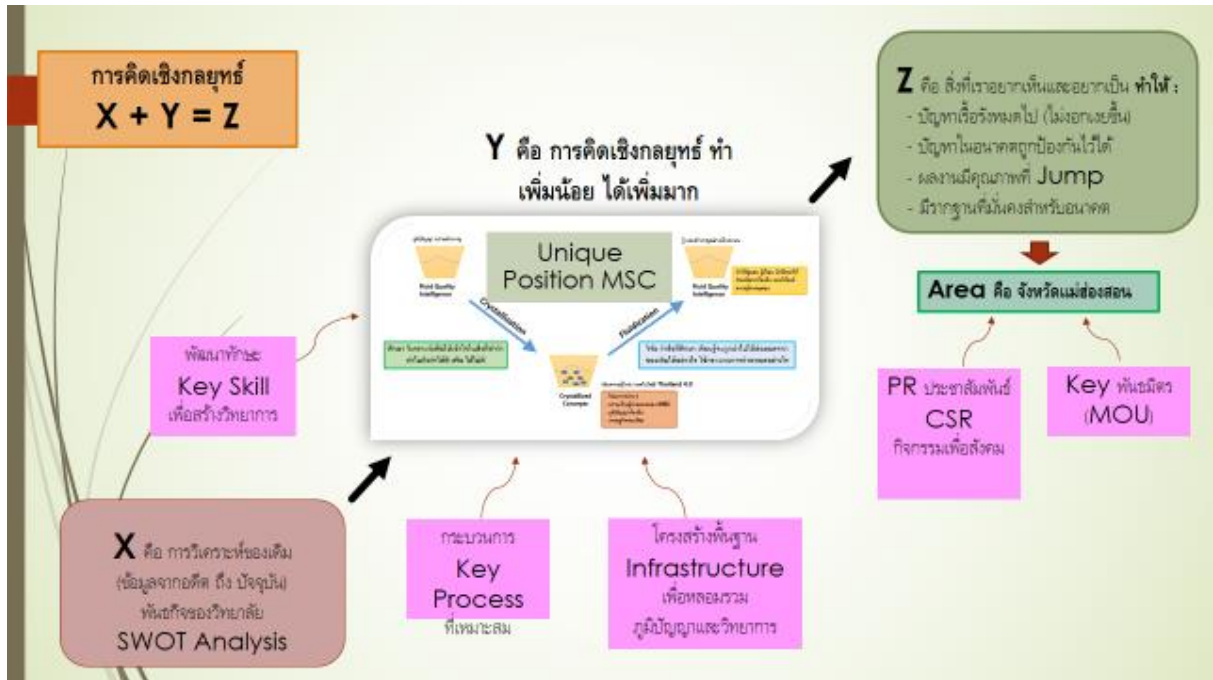 การคิดเชิงกลยุทธ์
X + Y = Z
Y คือ การคิดเชิงกลยุทธ์ ทำ
เพิ่มน้อย ได้เพิ่มมาก
Z คือ สิ่งที่เราอยากเห็นและอยากเป็น ทำให้ :
- ปัญหาเรื้อรังหมดไป (ไม่งอกเงยขึ้น)
- ปัญหาในอนาคตถูกป้องกันไว้ได้
- ผลงานมีคุณภาพที่ Jump
- มีรากฐานที่มั่นคงสำหรับอนาคต
Area คือ จังหวัดแม่ฮ่องสอน
Unique
Position MSC
Fluid Quality
Intelligence
Fluid Quality
Intelligence
Crystallization
Fluidication
Crystallized
Concepts
Thailand 4.0
พัฒนาทักษะ
Key Skill
เพื่อสร้างวิทยาการ
PR ประชาสัมพันธ์
CSR
กิจกรรมเพื่อสังคม
Key พันธมิตร
(MOU)
X คือ การวิเคราะห์ของเดิม
(ข้อมูลจากอดีต ถึง ปัจจุบัน)
พันธกิจของวิทยาลัย
SWOT Analysis
กระบวนการ
Key
Process
ที่เหมาะสม
โครงสร้างพื้นฐาน
Infrastructure
เพื่อหลอมรวม
ภูมิปัญญาและวิทยาการ